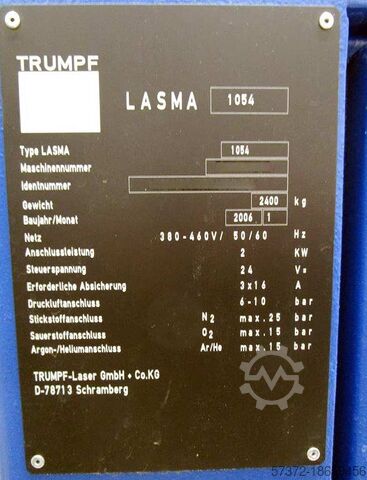 TRUMPF
LASMA 1054
Type LASMA 1054
Maschinennummer
Identnummer
Gewicht 2400 kg
Baujahr/Monat 2006 1
Netz 380-460V/ 50/60 Hz
Anschlussleistung 2 KW
Steuerspannung 24 V=
Erforderliche Absicherung 3x16 A
Druckluftanschluss 6-10 bar
Stickstoffanschluss N2 max.25 bar
Sauerstoffanschluss O2 max.15 bar
Argon-/Heliumanschluss Ar/He max.15 bar
TRUMPF-Laser GmbH + Co.KG
D-78713 Schramberg